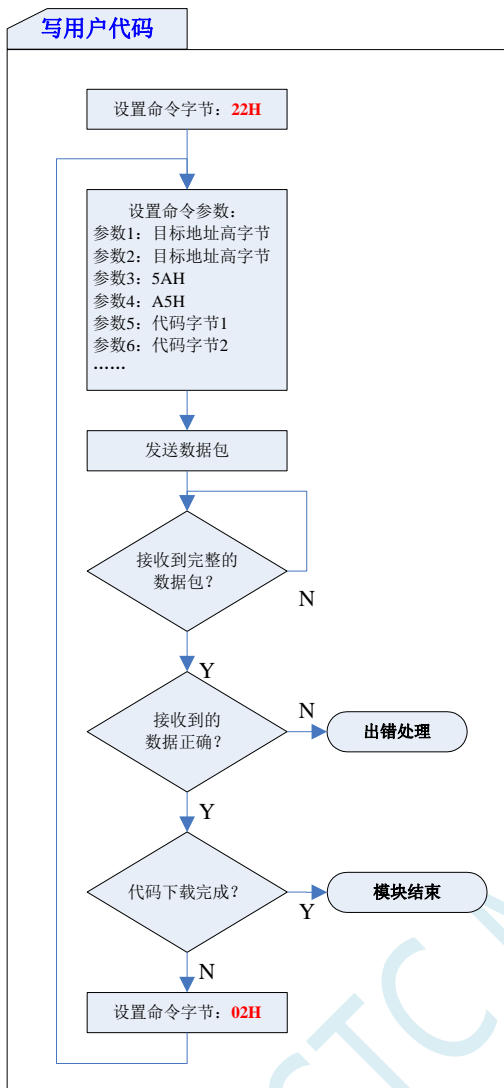 写用户代码
设置命令字节：22H
设置命令参数：
参数1：目标地址高字节
参数2：目标地址高字节
参数3：5AH
参数4：A5H
参数5：代码字节1
参数6：代码字节2
……
发送数据包
接收到完整的
数据包？
N
Y
接收到的
数据正确？
N
出错处理
Y
代码下载完成？
Y
模块结束
N
设置命令字节：02H